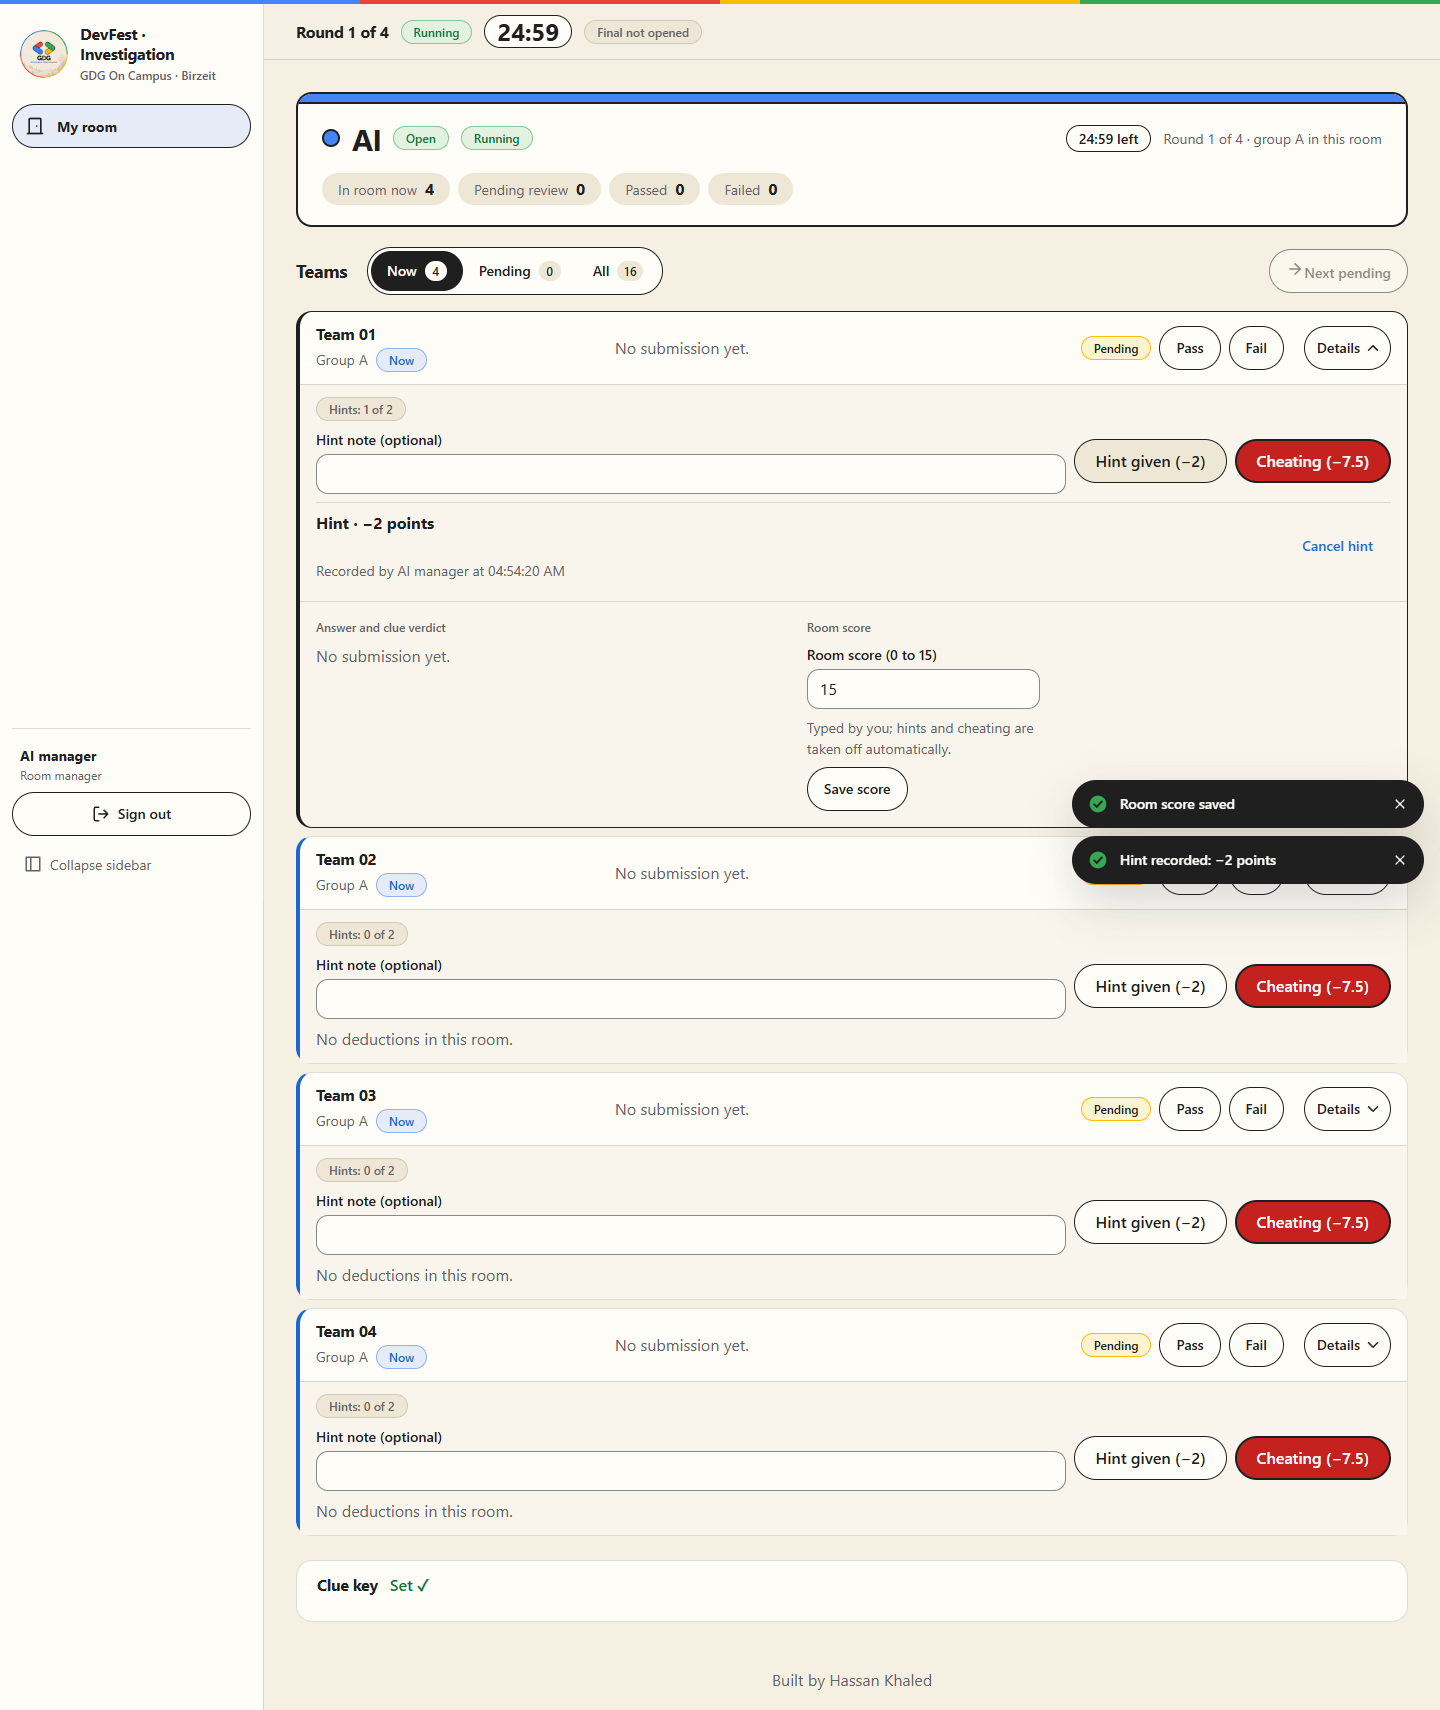 DevFest ·
Investigation
GDG On Campus · Birzeit
GDG
My room
AI manager
Room manager
Sign out
Collapse sidebar
Round 1 of 4 Running 24:59 Final not opened
AI Open Running 24:59 left Round 1 of 4 · group A in this room
In room now 4 Pending review 0 Passed 0 Failed 0
Teams Now 4 Pending 0 All 16 Next pending
Team 01
Group A Now No submission yet. Pending Pass Fail Details
Hints: 1 of 2
Hint note (optional)
Hint given (−2) Cheating (−7.5)
Hint · −2 points
Cancel hint
Recorded by AI manager at 04:54:20 AM
Answer and clue verdict
No submission yet.
Room score
Room score (0 to 15)
15
Typed by you; hints and cheating are
taken off automatically.
Save score
Room score saved
Hint recorded: −2 points
Team 02
Group A Now No submission yet.
Hints: 0 of 2
Hint note (optional)
Hint given (−2) Cheating (−7.5)
No deductions in this room.
Team 03
Group A Now No submission yet. Pending Pass Fail Details
Hints: 0 of 2
Hint note (optional)
Hint given (−2) Cheating (−7.5)
No deductions in this room.
Team 04
Group A Now No submission yet. Pending Pass Fail Details
Hints: 0 of 2
Hint note (optional)
Hint given (−2) Cheating (−7.5)
No deductions in this room.
Clue key Set ✓
Built by Hassan Khaled